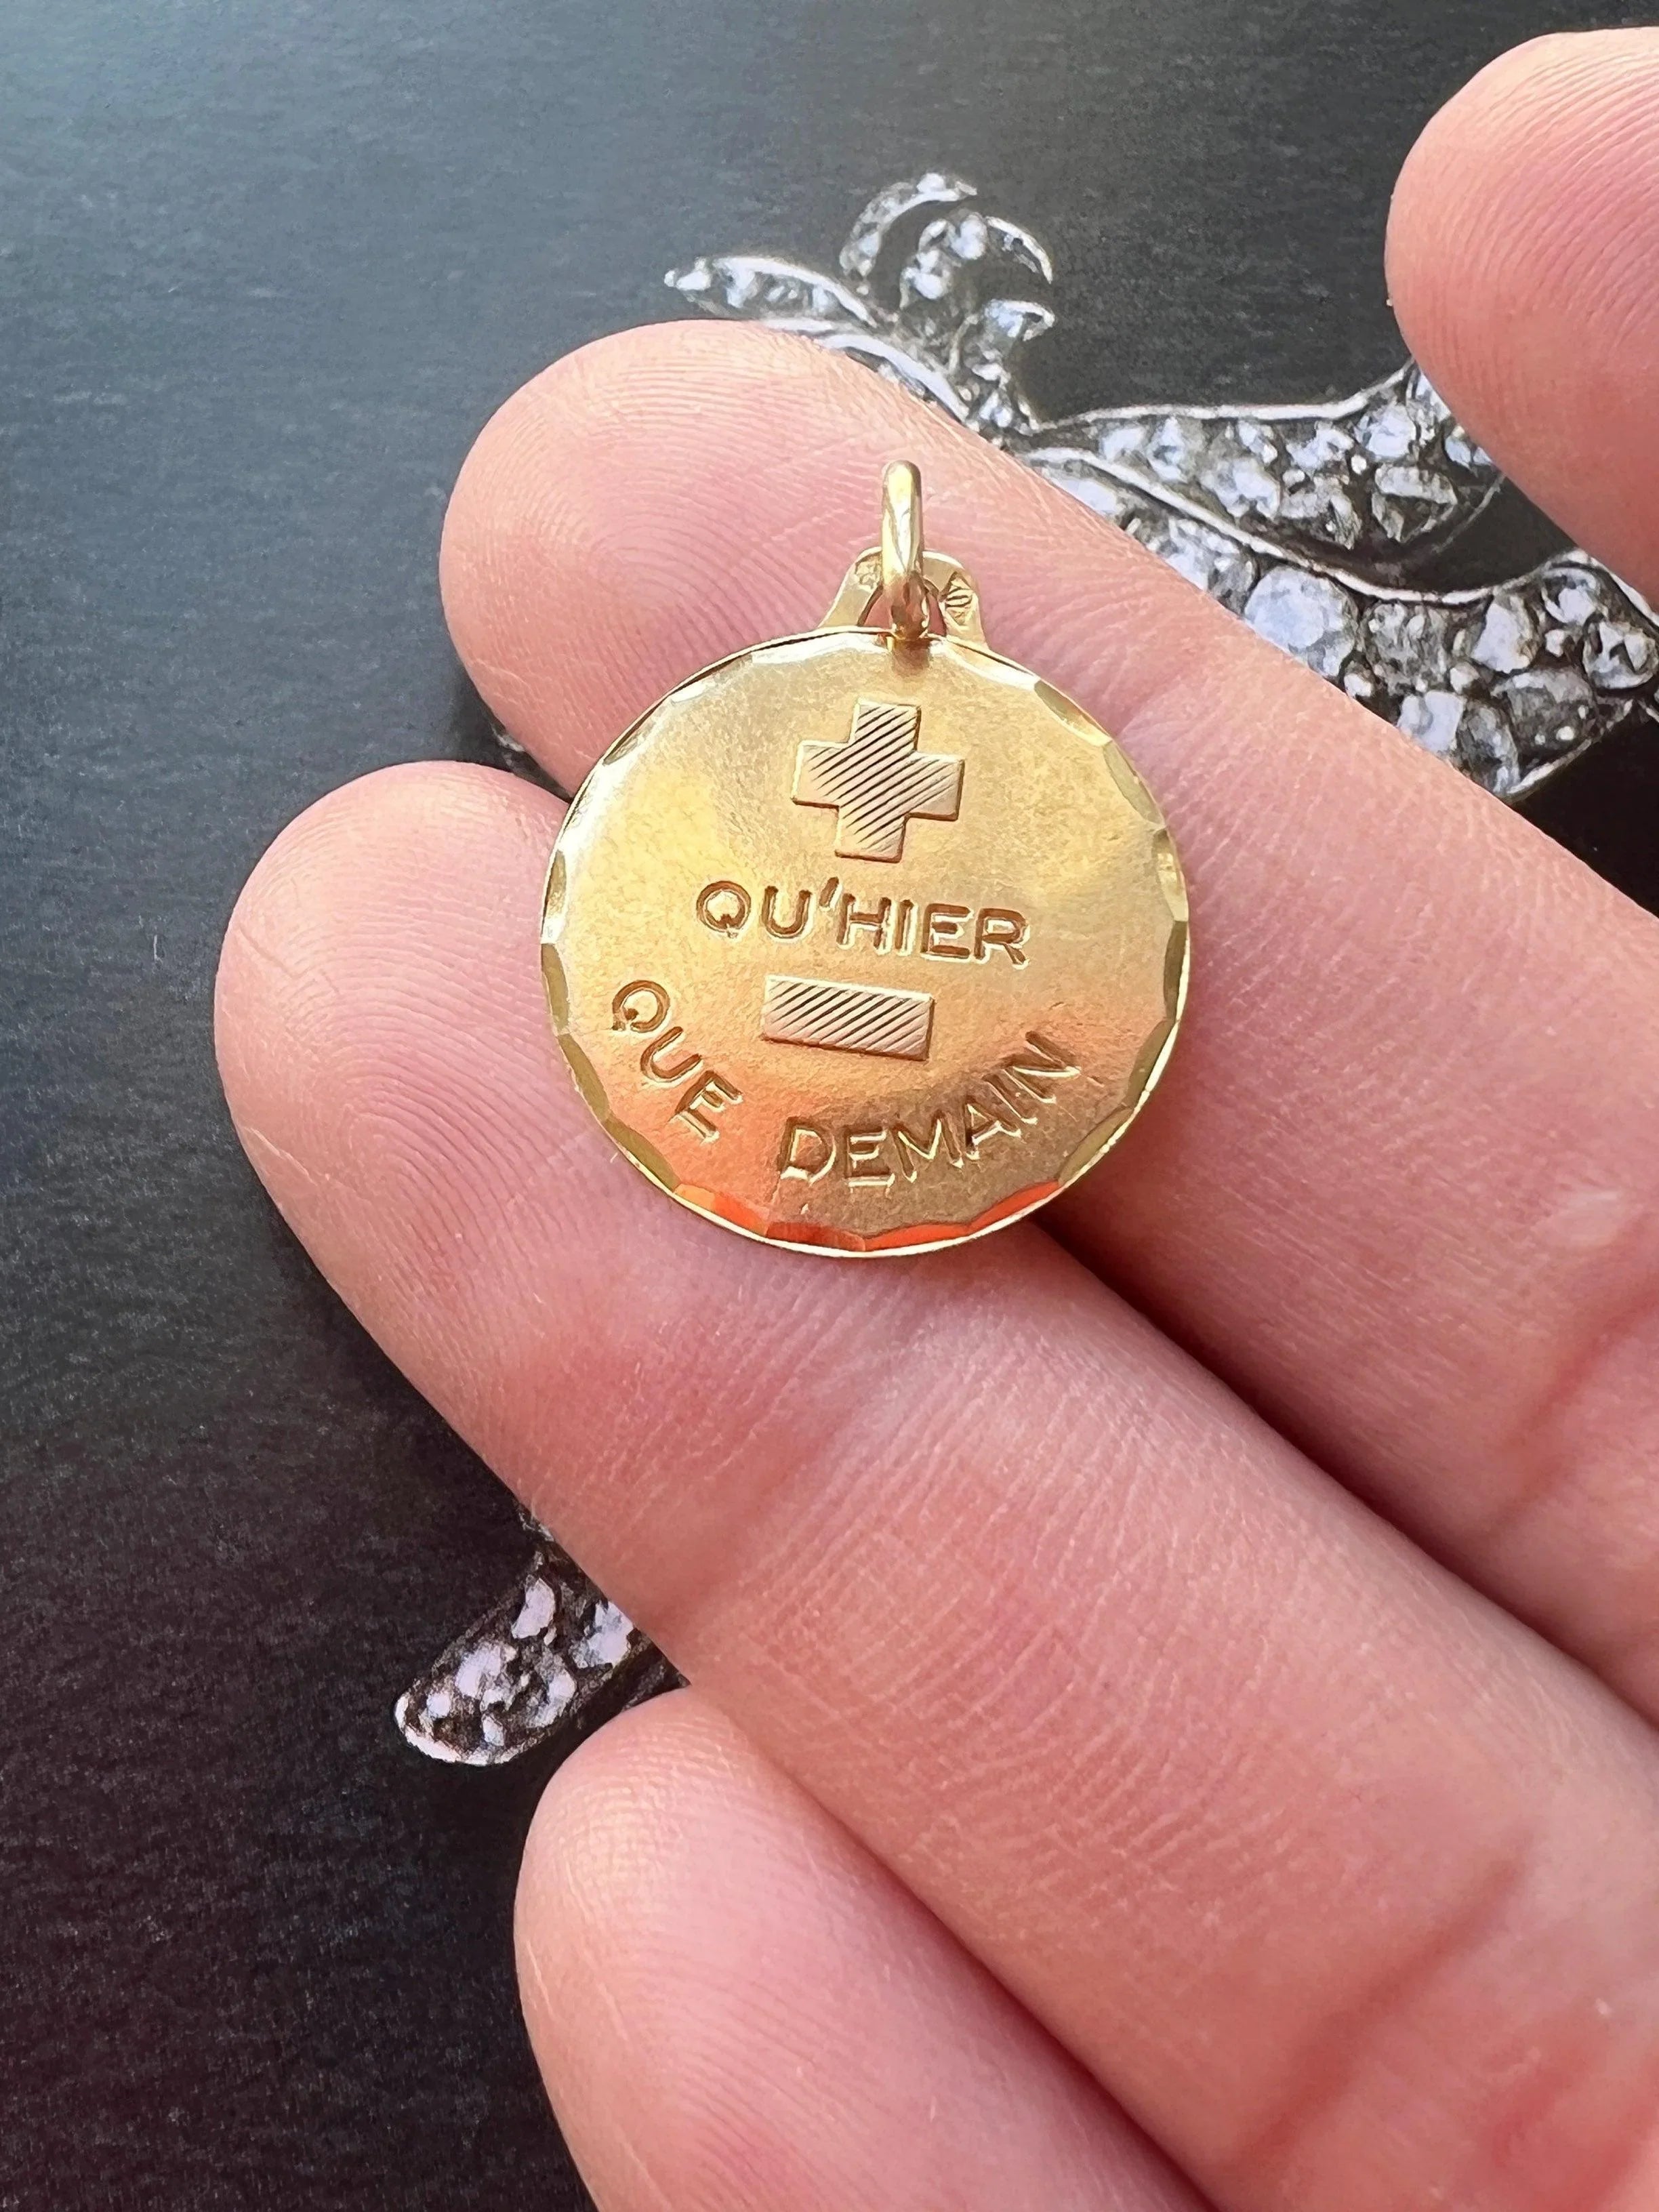 +
QU'HIER
-
QUE DEMAIN